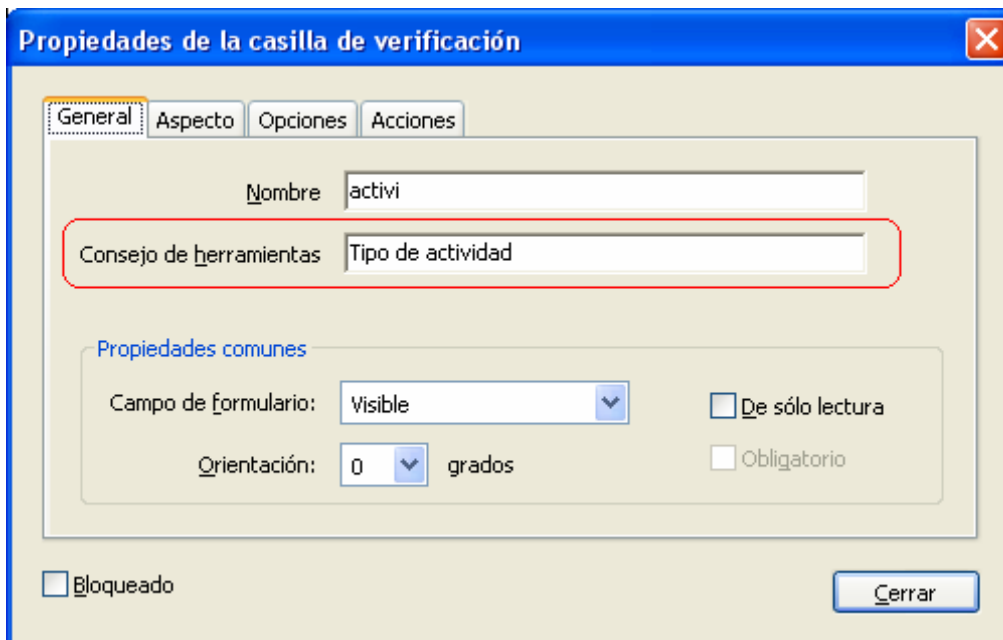 Propiedades de la casilla de verificación
General Aspecto Opciones Acciones
Nombre activi
Consejo de herramientas Tipo de actividad
Propiedades comunes
Campo de formulario: Visible De sólo lectura
Orientación: 0 grados Obligatorio
Bloqueado Cerrar